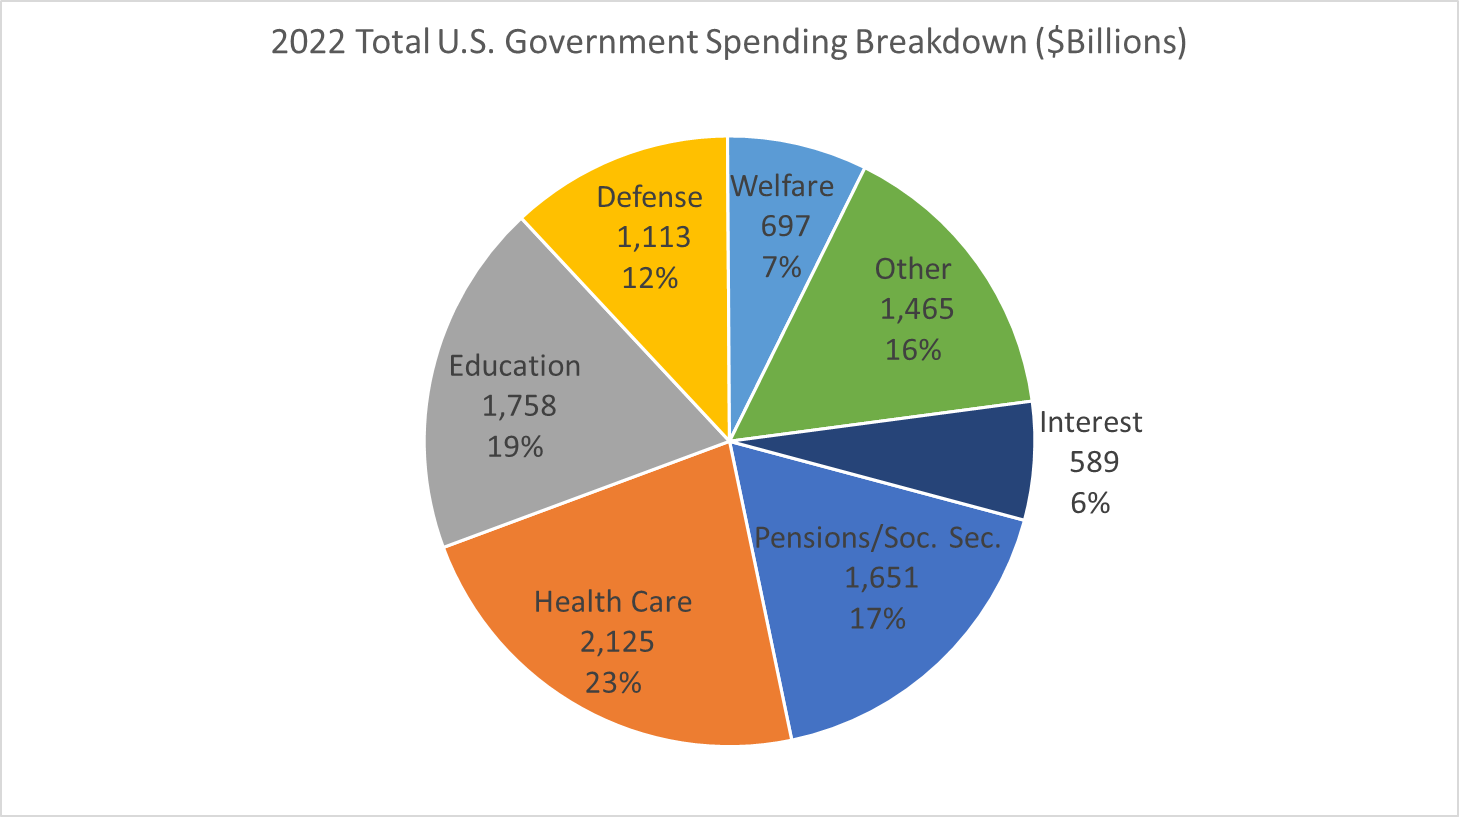 2022 Total U.S. Government Spending Breakdown ($Billions)
Welfare
697
7%
Other
1,465
16%
Interest
589
6%
Pensions/Soc. Sec.
1,651
17%
Health Care
2,125
23%
Education
1,758
19%
Defense
1,113
12%